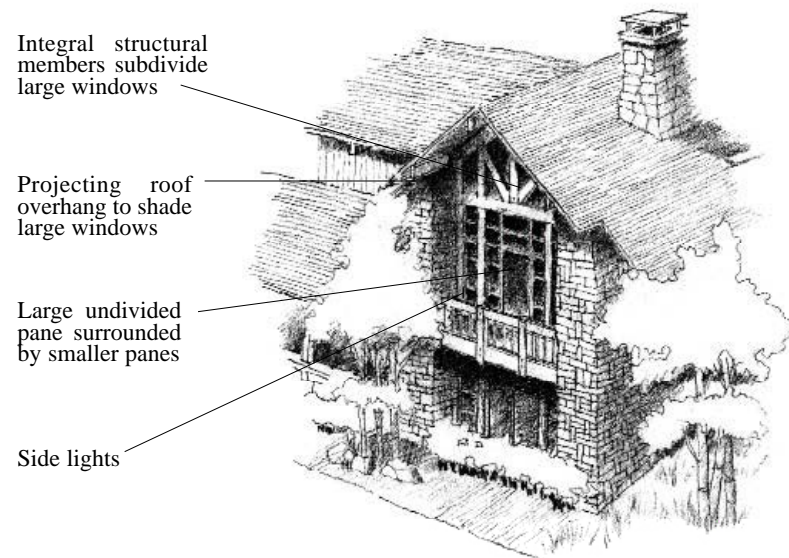 Integral structural
members subdivide
large windows
Projecting roof
overhang to shade
large windows
Large undivided
pane surrounded
by smaller panes
Side lights